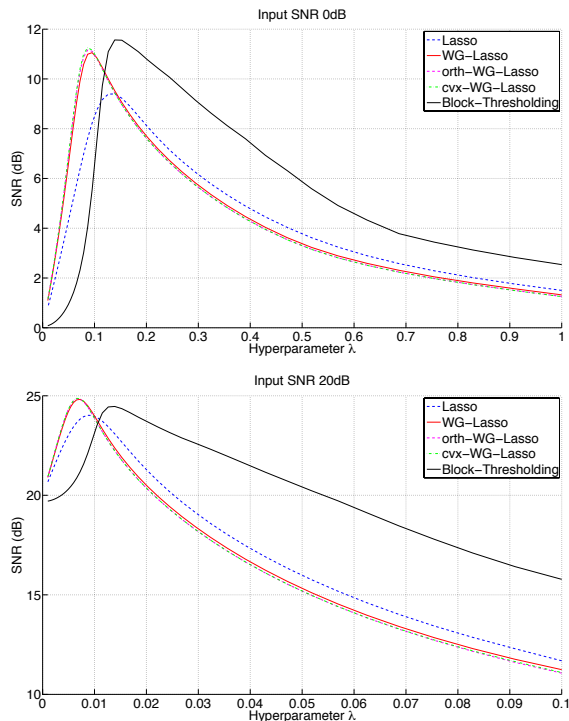 Input SNR 0dB
12
10
8
6
4
2
0
SNR (dB)
Lasso
WG-Lasso
orth-WG-Lasso
cvx-WG-Lasso
Block-Thresholding
0 0.1 0.2 0.3 0.4 0.5 0.6 0.7 0.8 0.9 1
Hyperparameter λ
Input SNR 20dB
25
20
15
10
SNR (dB)
Lasso
WG-Lasso
orth-WG-Lasso
cvx-WG-Lasso
Block-Thresholding
0 0.01 0.02 0.03 0.04 0.05 0.06 0.07 0.08 0.09 0.1
Hyperparameter λ